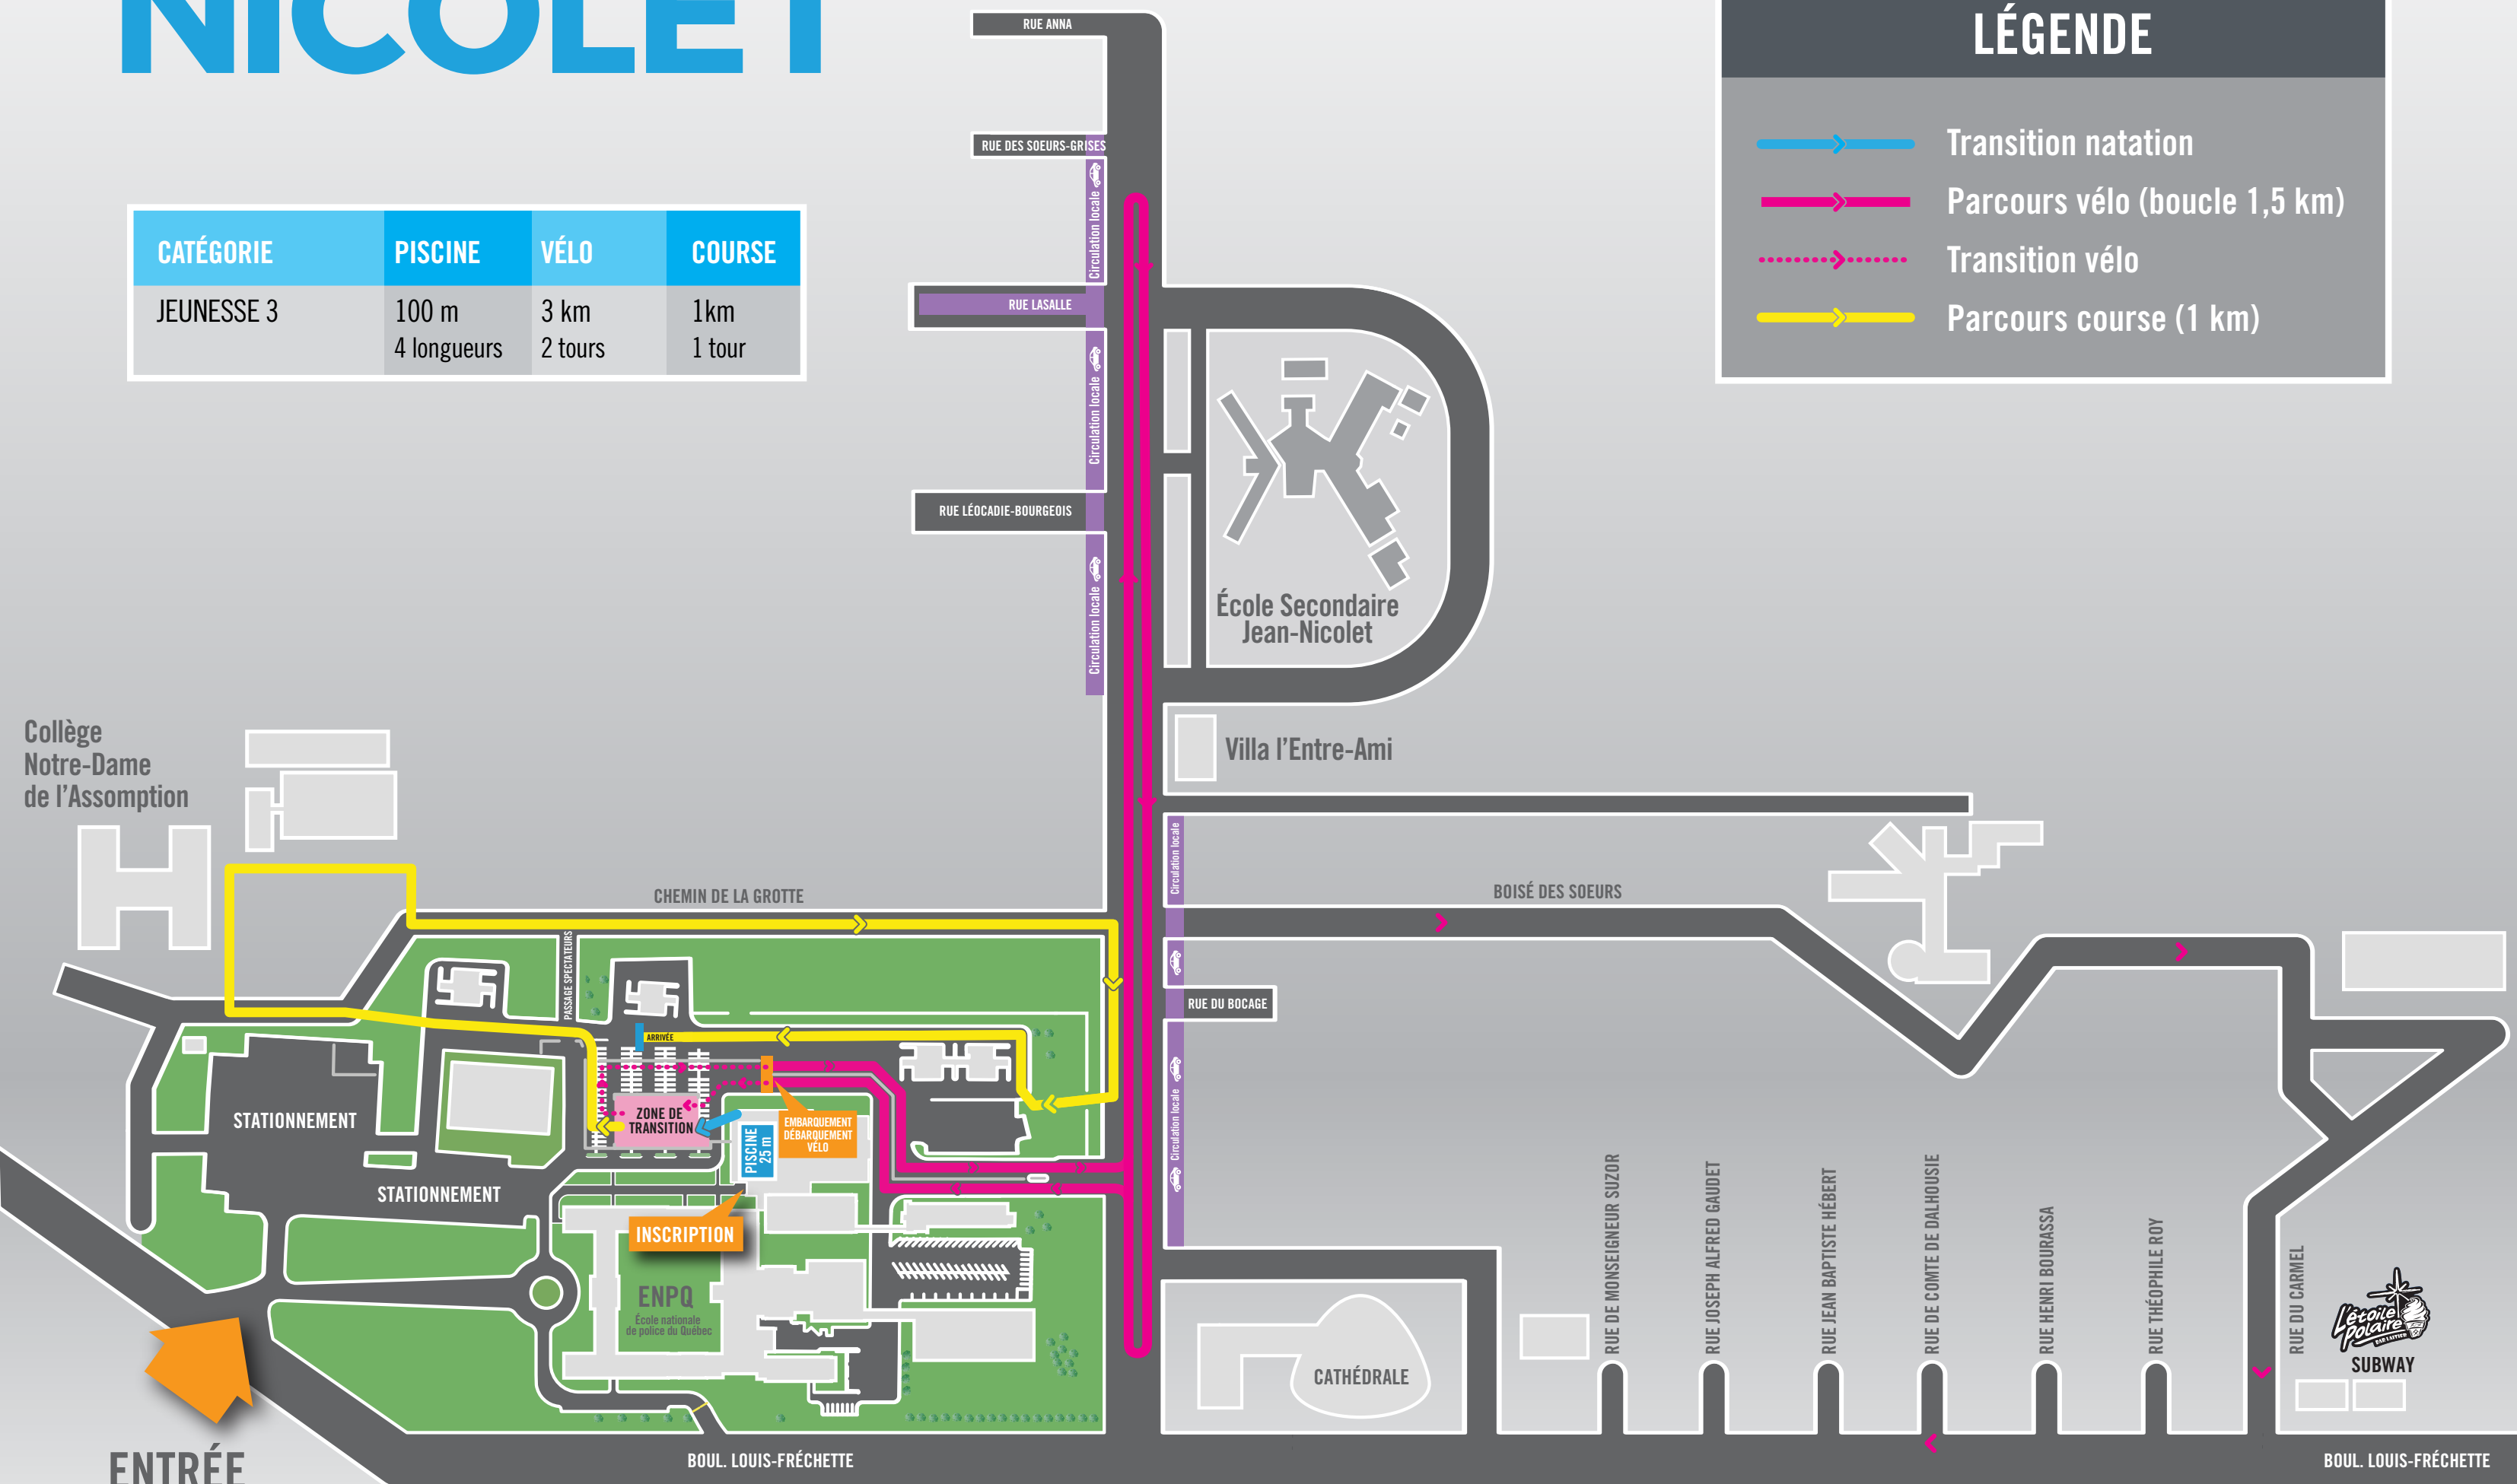 NICOLET
LÉGENDE
Transition natation
Parcours vélo (boucle 1,5 km)
Transition vélo
Parcours course (1 km)
CATÉGORIE PISCINE VÉLO COURSE
JEUNESSE 3 100 m 3 km 1km
4 longueurs 2 tours 1 tour
RUE ANNA
RUE DES SOEURS-GRISES
Circulation locale
RUE LASALLE
Circulation locale
RUE LÉOCADIE-BOURGEOIS
Circulation locale
École Secondaire
Jean-Nicolet
Villa l'Entre-Ami
Collège
Notre-Dame
de l'Assomption
Circulation locale
CHEMIN DE LA GROTTE
BOISÉ DES SOEURS
PASSAGE SPECTATEURS
RUE DU BOCAGE
ARRIVÉE
STATIONNEMENT
ZONE DE
TRANSITION
PISCINE
25 m
EMBARQUEMENT
DÉBARQUEMENT
VÉLO
Circulation locale
STATIONNEMENT
INSCRIPTION
ENPQ
École nationale
de police du Québec
CATHÉDRALE
RUE DE MONSEIGNEUR SUZOR
RUE JOSEPH ALFRED GAUDET
RUE JEAN BAPTISTE HÉBERT
RUE DE COMTE DE DALHOUSIE
RUE HENRI BOURASSA
RUE THÉOPHILE ROY
RUE DU CARMEL
L'étoile
Polaire
BAR LAITIER
SUBWAY
ENTRÉE
BOUL. LOUIS-FRÉCHETTE
BOUL. LOUIS-FRÉCHETTE